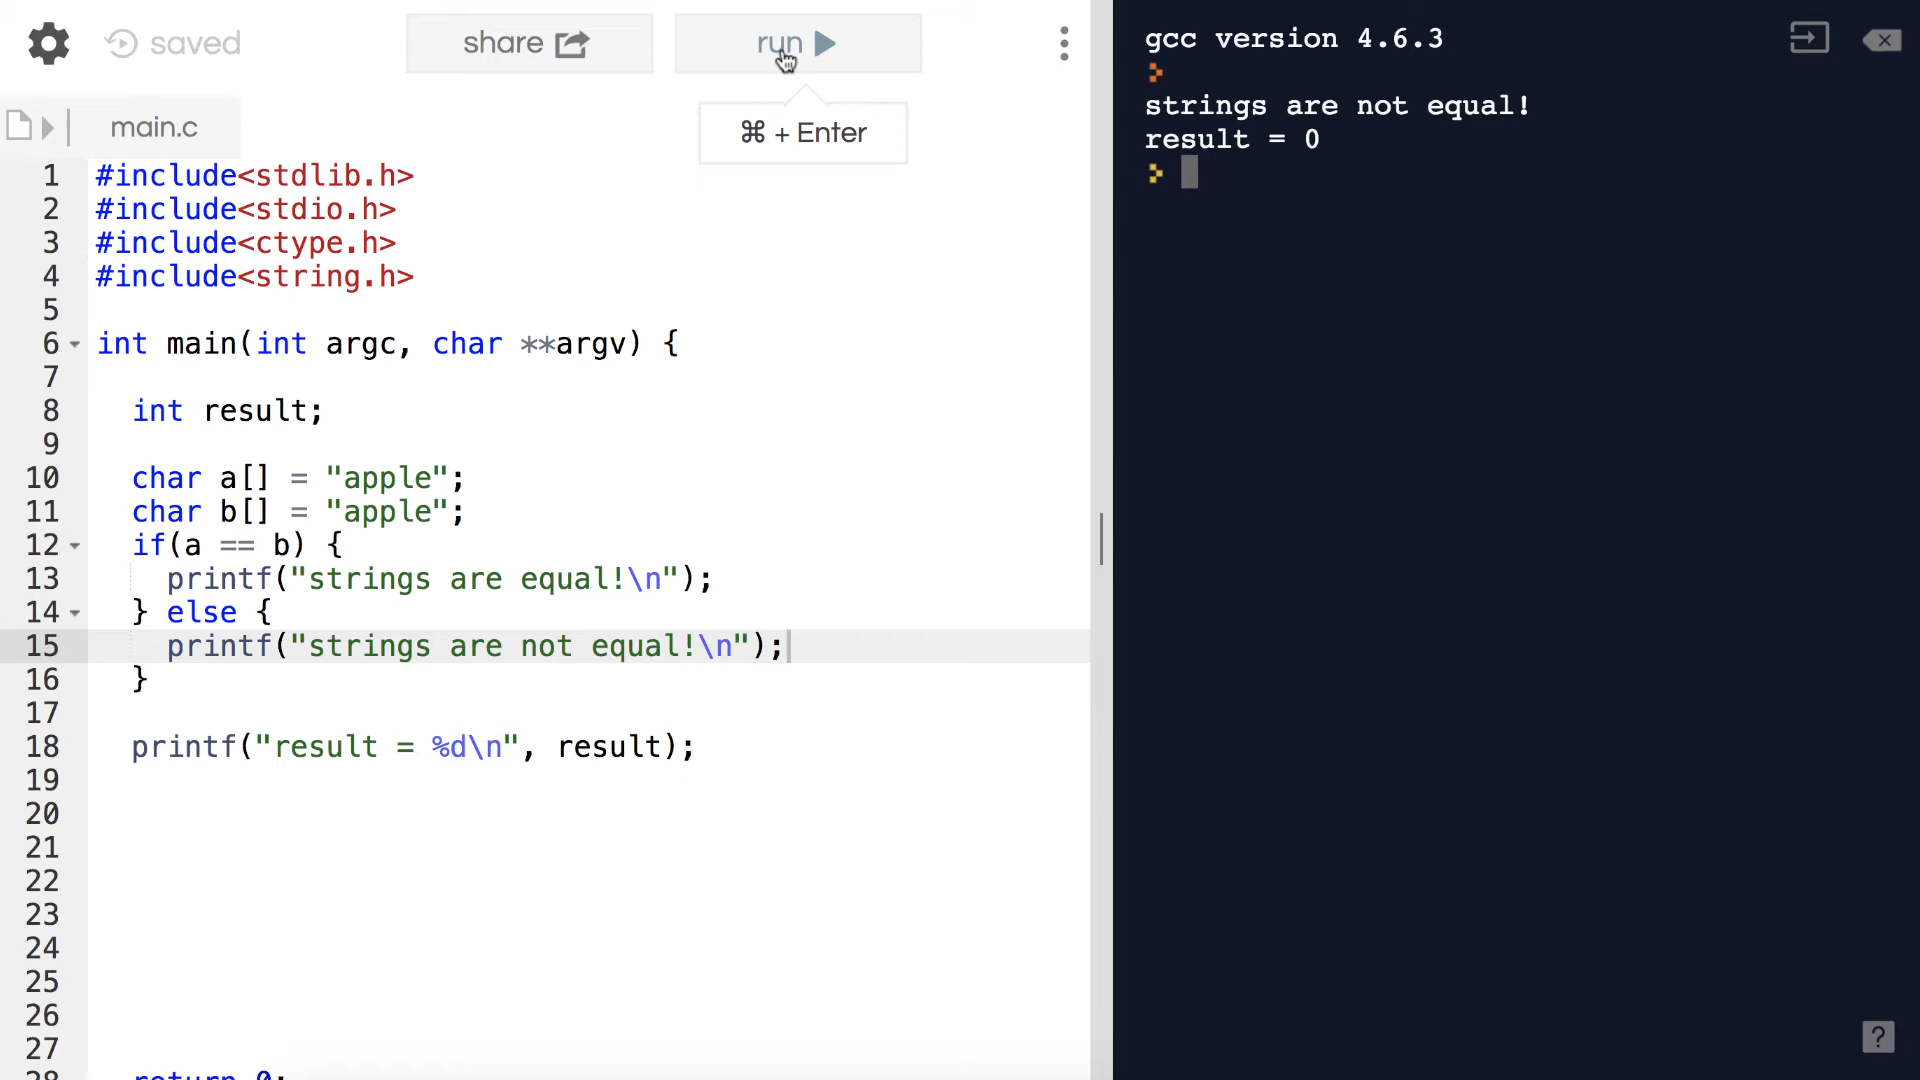 saved
share
run
⌘ + Enter
main.c
1 #include<stdlib.h>
2 #include<stdio.h>
3 #include<ctype.h>
4 #include<string.h>
5
6 int main(int argc, char **argv) {
7
8 int result;
9
10 char a[] = "apple";
11 char b[] = "apple";
12 if(a == b) {
13 printf("strings are equal!\n");
14 } else {
15 printf("strings are not equal!\n");
16 }
17
18 printf("result = %d\n", result);
19
20
21
22
23
24
25
26
27
28 return 0;
gcc version 4.6.3
strings are not equal!
result = 0
?